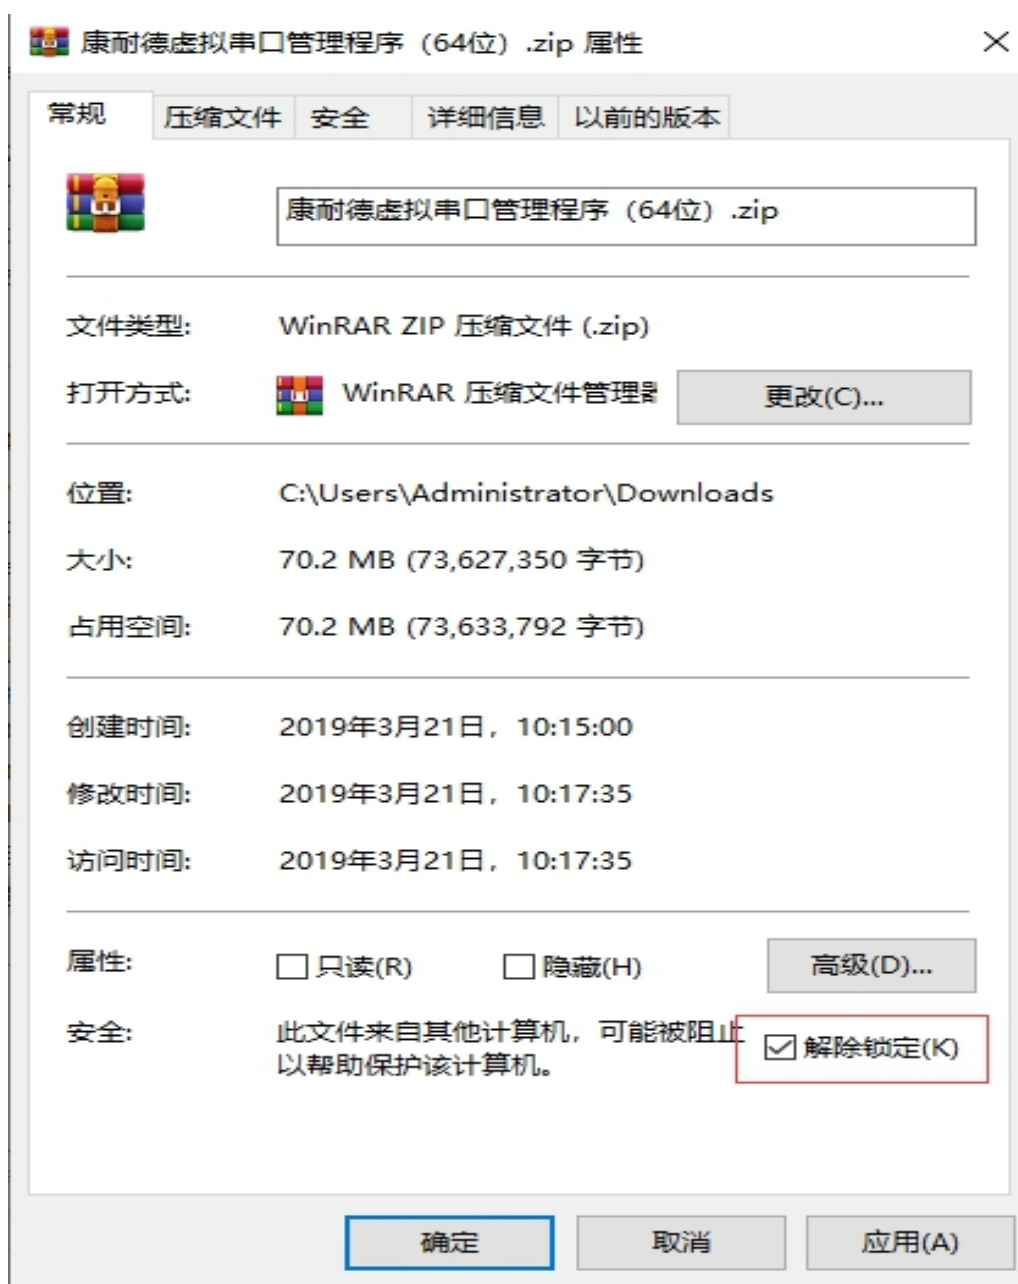 康耐德虚拟串口管理程序（64位）.zip 属性
常规 压缩文件 安全 详细信息 以前的版本
康耐德虚拟串口管理程序（64位）.zip
文件类型: WinRAR ZIP 压缩文件 (.zip)
打开方式: WinRAR 压缩文件管理器 更改(C)...
位置: C:\Users\Administrator\Downloads
大小: 70.2 MB (73,627,350 字节)
占用空间: 70.2 MB (73,633,792 字节)
创建时间: 2019年3月21日，10:15:00
修改时间: 2019年3月21日，10:17:35
访问时间: 2019年3月21日，10:17:35
属性: 只读(R) 隐藏(H) 高级(D)...
安全: 此文件来自其他计算机，可能被阻止
以帮助保护该计算机。
解除锁定(K)
确定 取消 应用(A)